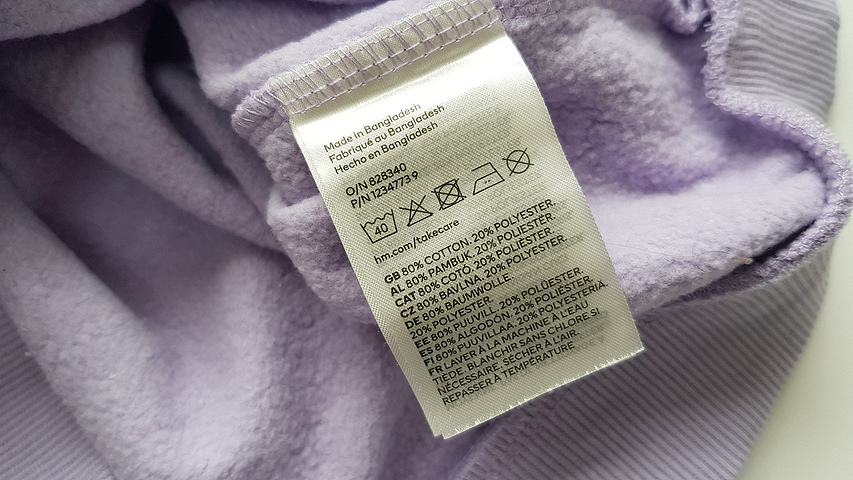 Made in Bangladesh
Fabriqué au Bangladesh
Hecho en Bangladesh
O/N 828340
P/N 1234773 9
40
hm.com/takecare
GB 80% COTTON. 20% POLYESTER.
AL 80% PAMBUK. 20% POLIESTËR.
CAT 80% COTÓ. 20% POLIÈSTER.
CZ 80% BAVLNA. 20% POLYESTER.
DE 80% BAUMWOLLE.
20% POLYESTER.
EE 80% PUUVILL. 20% POLÜESTER.
ES 80% ALGODÓN. 20% POLIÉSTER.
FI 80% PUUVILLAA. 20% POLYESTERIA.
FR LAVER À LA MACHINE À L'EAU
TIÈDE. BLANCHIR SANS CHLORE SI
NÉCESSAIRE. SÉCHER À L'AIR.
REPASSER À TEMPÉRATURE.